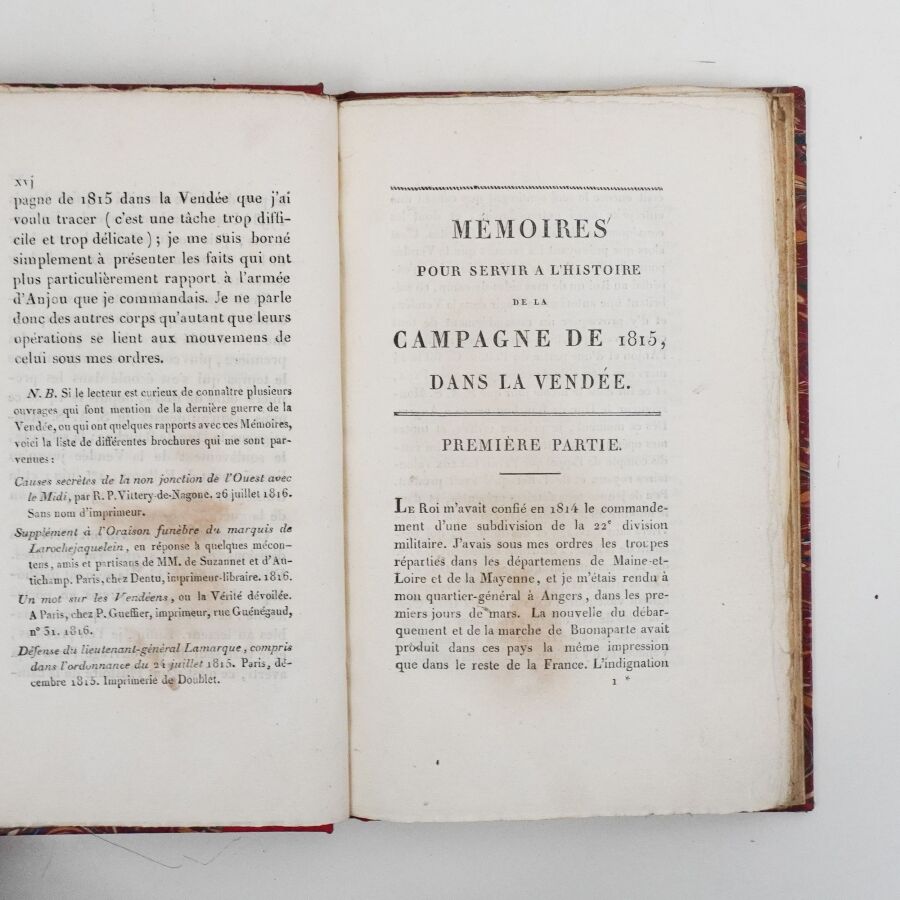 xvj
pagne de 1815 dans la Vendée que j'ai
voulu tracer ( c'est une tâche trop diffi-
cile et trop délicate ) ; je me suis borné
simplement à présenter les faits qui ont
plus particulièrement rapport à l'armée
d'Anjou que je commandais. Je ne parle
donc des autres corps qu'autant que leurs
opérations se lient aux mouvemens de
celui sous mes ordres.
N. B. Si le lecteur est curieux de connaître plusieurs
ouvrages qui font mention de la dernière guerre de la
Vendée, ou qui ont quelques rapports avec ces Mémoires,
voici la liste de différentes brochures qui me sont par-
venues :
Causes secrètes de la non jonction de l'Ouest avec
le Midi, par R. P. Vittery-de-Nagone. 26 juillet 1816.
Sans nom d'imprimeur.
Supplément à l'Oraison funèbre du marquis de
Larochejaquelein, en réponse à quelques mécon-
tens, amis et partisans de MM. de Suzannet et d'Au-
tichamp. Paris, chez Dentu, imprimeur-libraire. 1816.
Un mot sur les Vendéens, ou la Vérité dévoilée.
A Paris, chez P. Gueffier, imprimeur, rue Guénégaud,
n° 31. 1816.
Défense du lieutenant-général Lamarque, compris
dans l'ordonnance du 24 juillet 1815. Paris, dé-
cembre 1815. Imprimerie de Doublet.
MÉMOIRES
POUR SERVIR A L'HISTOIRE
DE LA
CAMPAGNE DE 1815,
DANS LA VENDÉE.
PREMIÈRE PARTIE.
LE Roi m'avait confié en 1814 le commande-
ment d'une subdivision de la 22e division
militaire. J'avais sous mes ordres les troupes
réparties dans les départemens de Maine-et-
Loire et de la Mayenne, et je m'étais rendu à
mon quartier-général à Angers, dans les pre-
miers jours de mars. La nouvelle du débar-
quement et de la marche de Buonaparte avait
produit dans ces pays la même impression
que dans le reste de la France. L'indignation
1 *